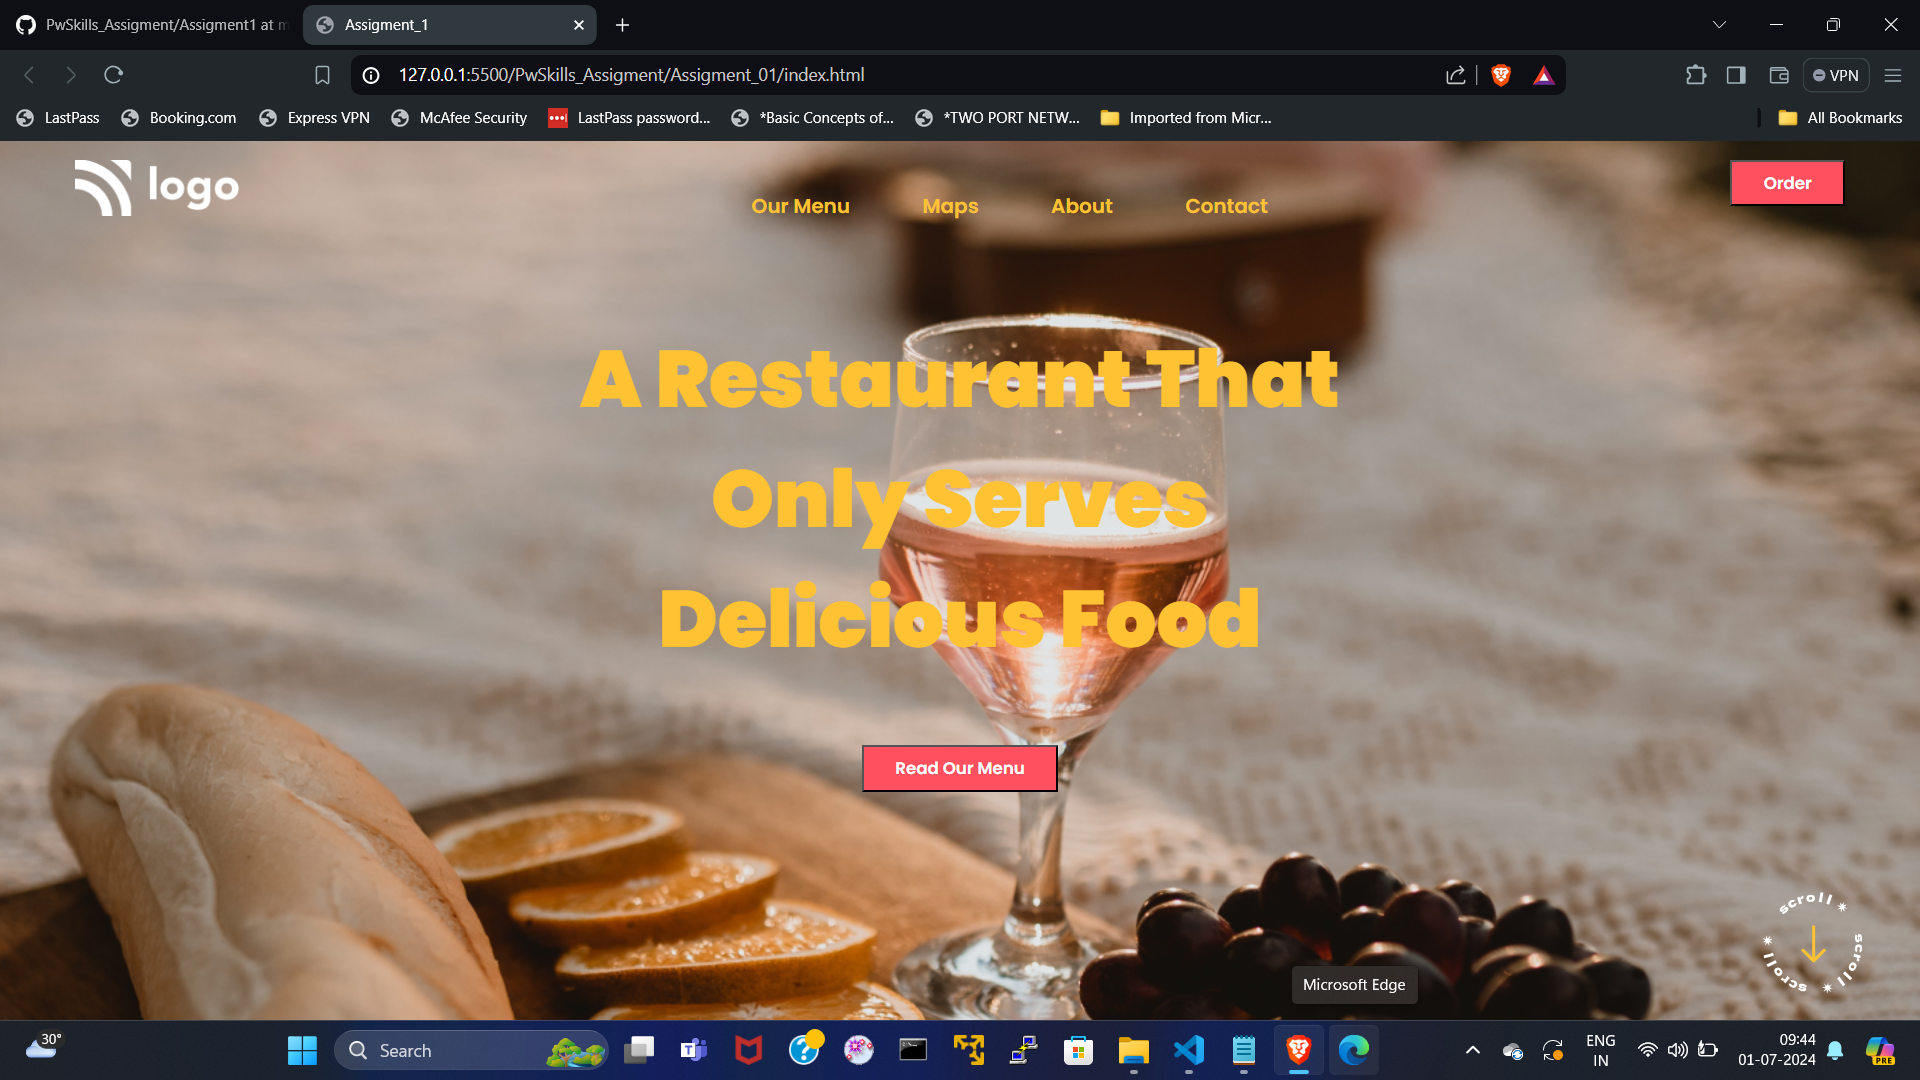 PwSkills_Assigment/Assigment1 at m
Assigment_1
127.0.0.1:5500/PwSkills_Assigment/Assigment_01/index.html
VPN
LastPass
Booking.com
Express VPN
McAfee Security
LastPass password...
*Basic Concepts of...
*TWO PORT NETW...
Imported from Micr...
All Bookmarks
logo
Our Menu
Maps
About
Contact
Order
A Restaurant That
Only Serves
Delicious Food
Read Our Menu
scroll * scroll * scroll *
Microsoft Edge
30°
Search
ENG
IN
09:44
01-07-2024
PRE